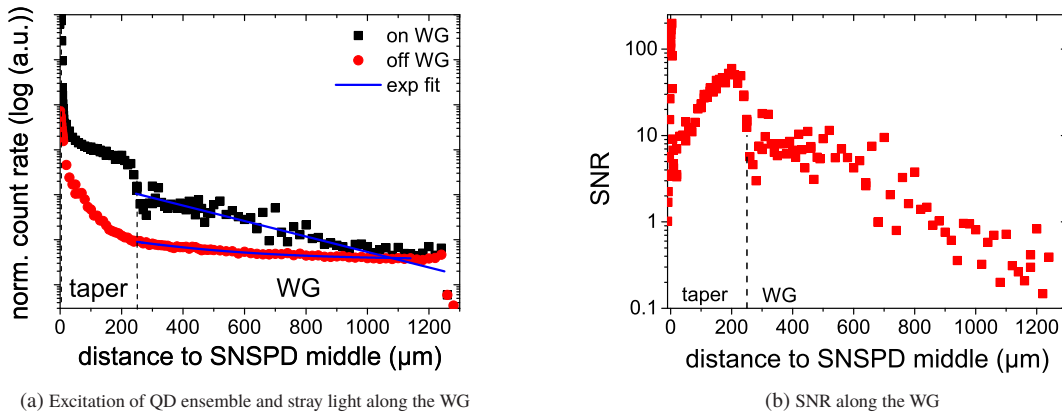 norm. count rate (log (a.u.))
on WG
off WG
exp fit
taper
WG
0 200 400 600 800 1000 1200
distance to SNSPD middle (μm)
(a) Excitation of QD ensemble and stray light along the WG
SNR
100
10
1
0.1
taper
WG
0 200 400 600 800 1000 1200
distance to SNSPD middle (μm)
(b) SNR along the WG